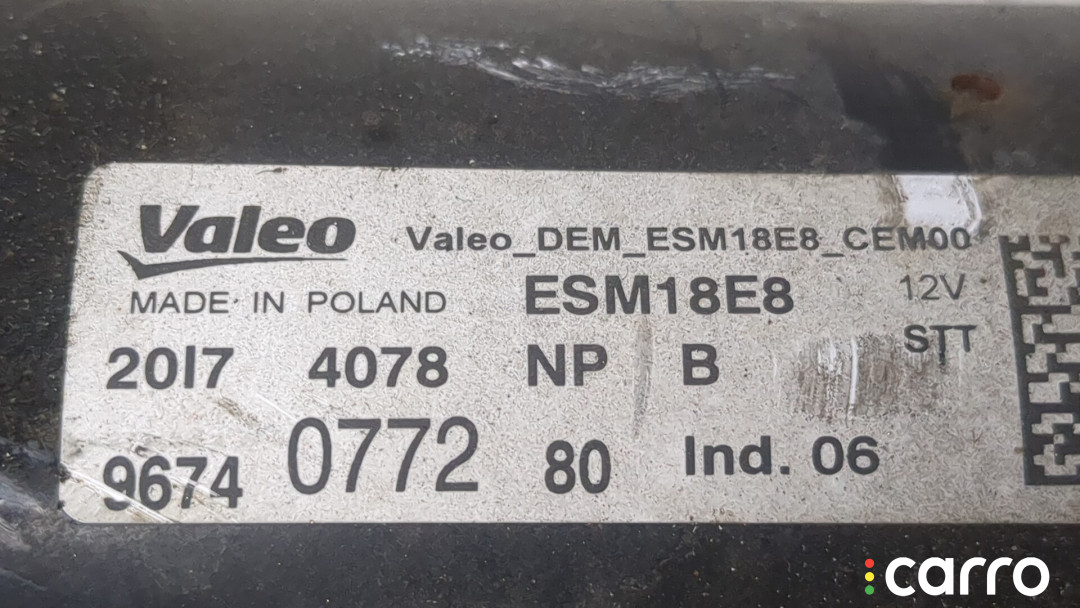 Valeo Valeo_DEM_ESM18E8_CEM00
MADE IN POLAND ESM18E8 12V
STT
2017 4078 NP B
9674 0772 80 Ind. 06
carro